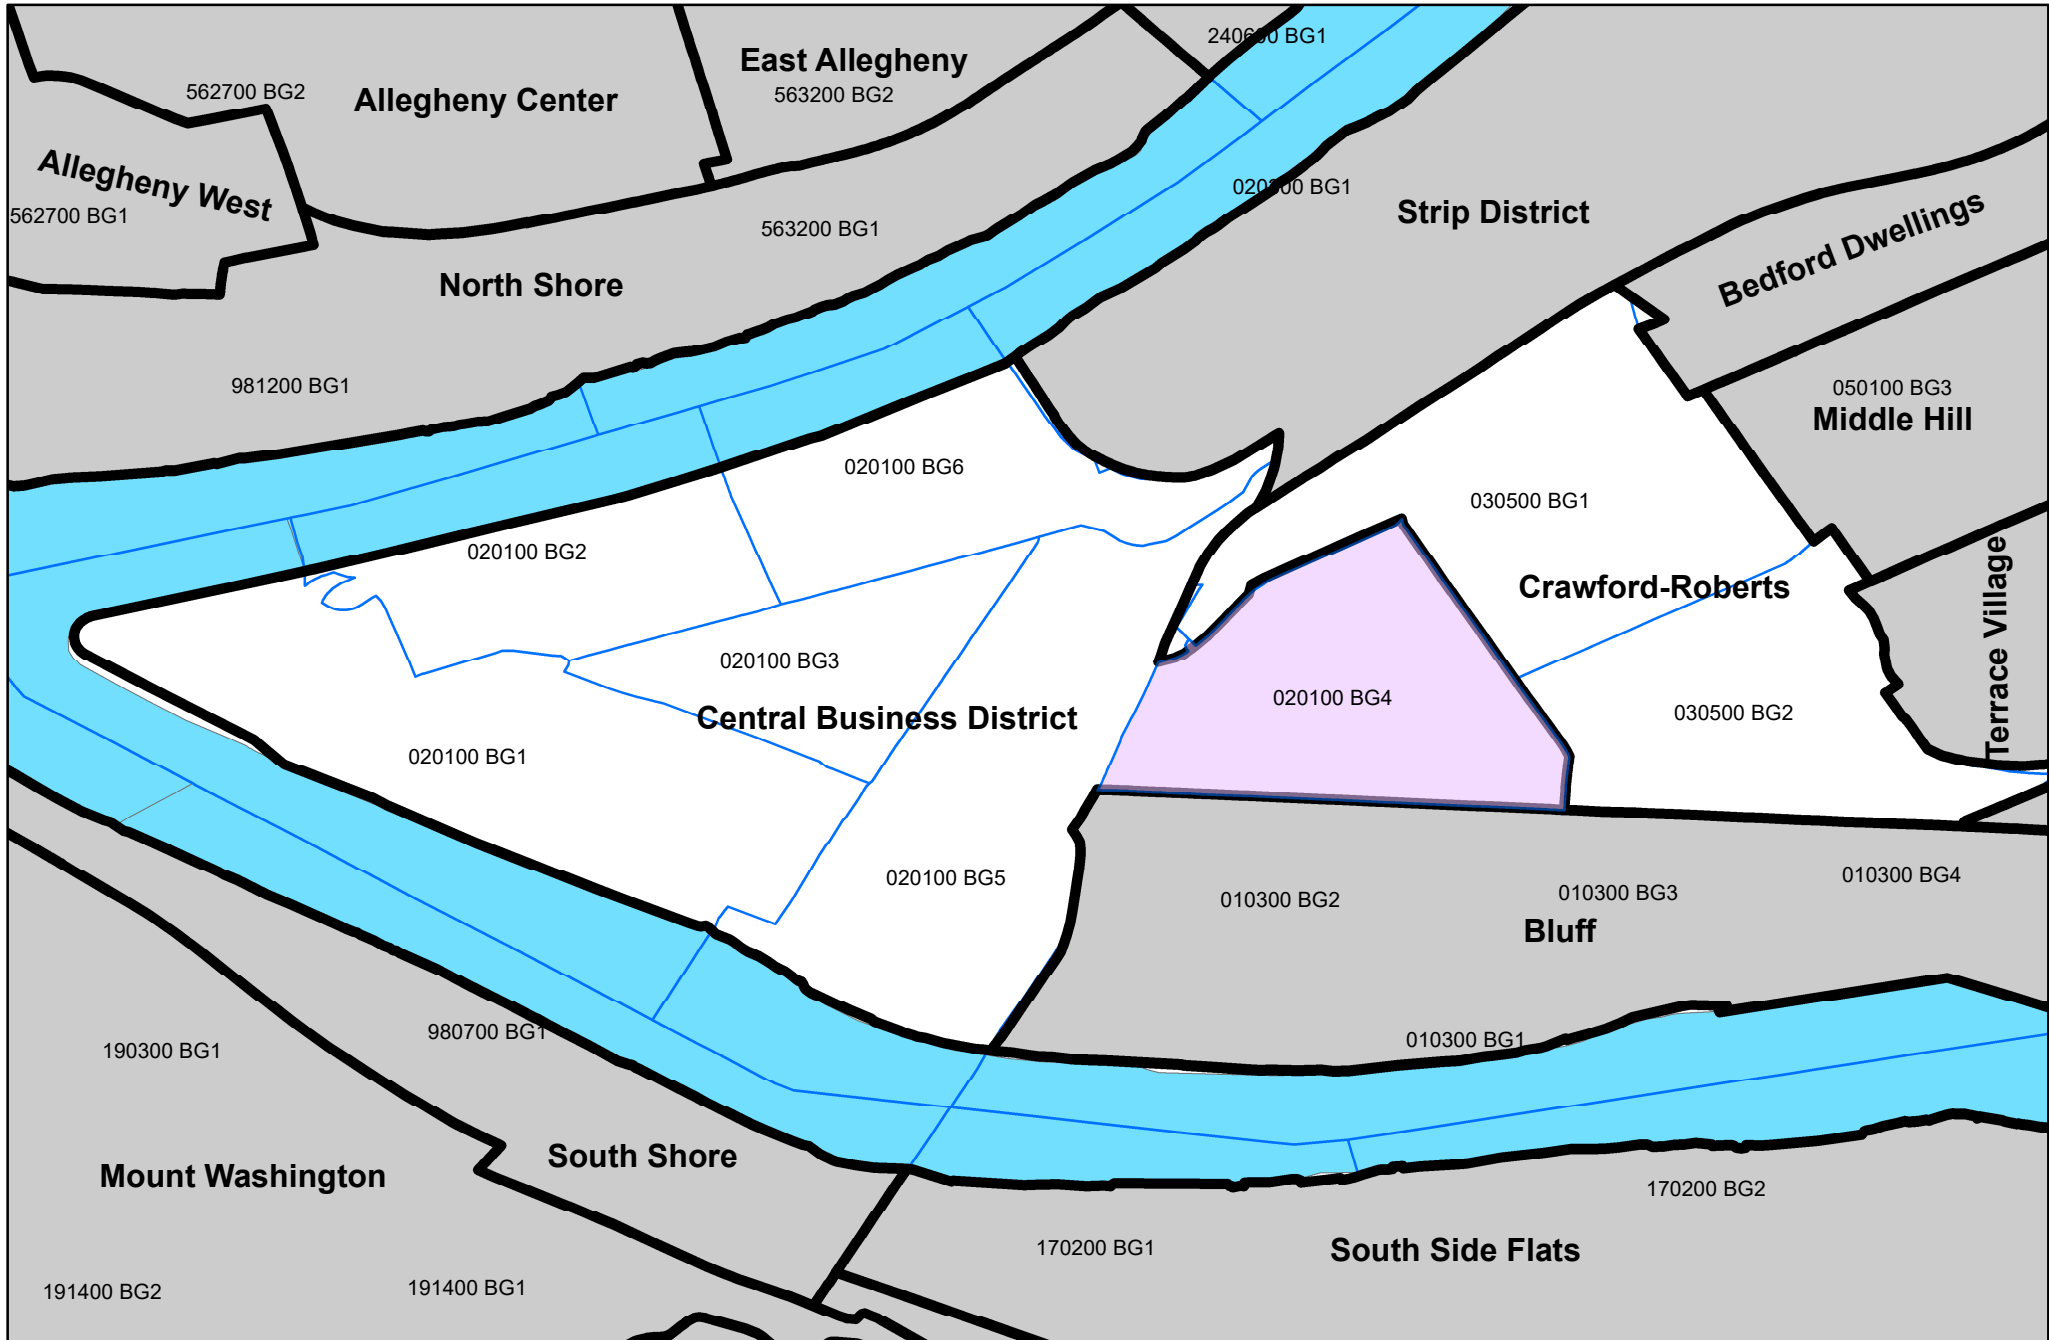 240600 BG1
East Allegheny
563200 BG2
562700 BG2
Allegheny Center
Allegheny West
562700 BG1
020300 BG1
Strip District
563200 BG1
Bedford Dwellings
North Shore
981200 BG1
050100 BG3
Middle Hill
020100 BG6
030500 BG1
020100 BG2
Crawford-Roberts
Terrace Village
020100 BG3
020100 BG4
030500 BG2
Central Business District
020100 BG1
020100 BG5
010300 BG2
010300 BG3
010300 BG4
Bluff
980700 BG1
010300 BG1
190300 BG1
South Shore
Mount Washington
170200 BG2
170200 BG1
South Side Flats
191400 BG2
191400 BG1